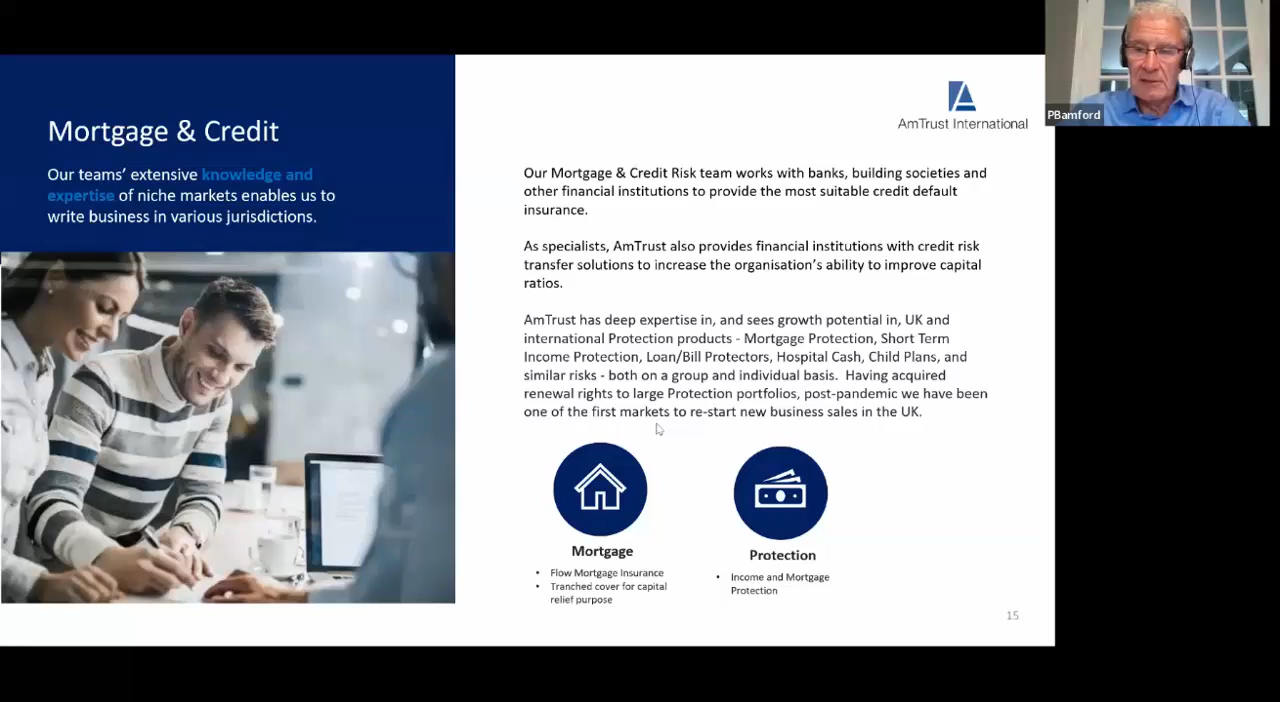 Mortgage & Credit
Our teams’ extensive knowledge and
expertise of niche markets enables us to
write business in various jurisdictions.
AmTrust International
PBamford
Our Mortgage & Credit Risk team works with banks, building societies and
other financial institutions to provide the most suitable credit default
insurance.
As specialists, AmTrust also provides financial institutions with credit risk
transfer solutions to increase the organisation’s ability to improve capital
ratios.
AmTrust has deep expertise in, and sees growth potential in, UK and
international Protection products - Mortgage Protection, Short Term
Income Protection, Loan/Bill Protectors, Hospital Cash, Child Plans, and
similar risks - both on a group and individual basis.  Having acquired
renewal rights to large Protection portfolios, post-pandemic we have been
one of the first markets to re-start new business sales in the UK.
Mortgage
• Flow Mortgage Insurance
• Tranched cover for capital
relief purpose
Protection
• Income and Mortgage
Protection
15